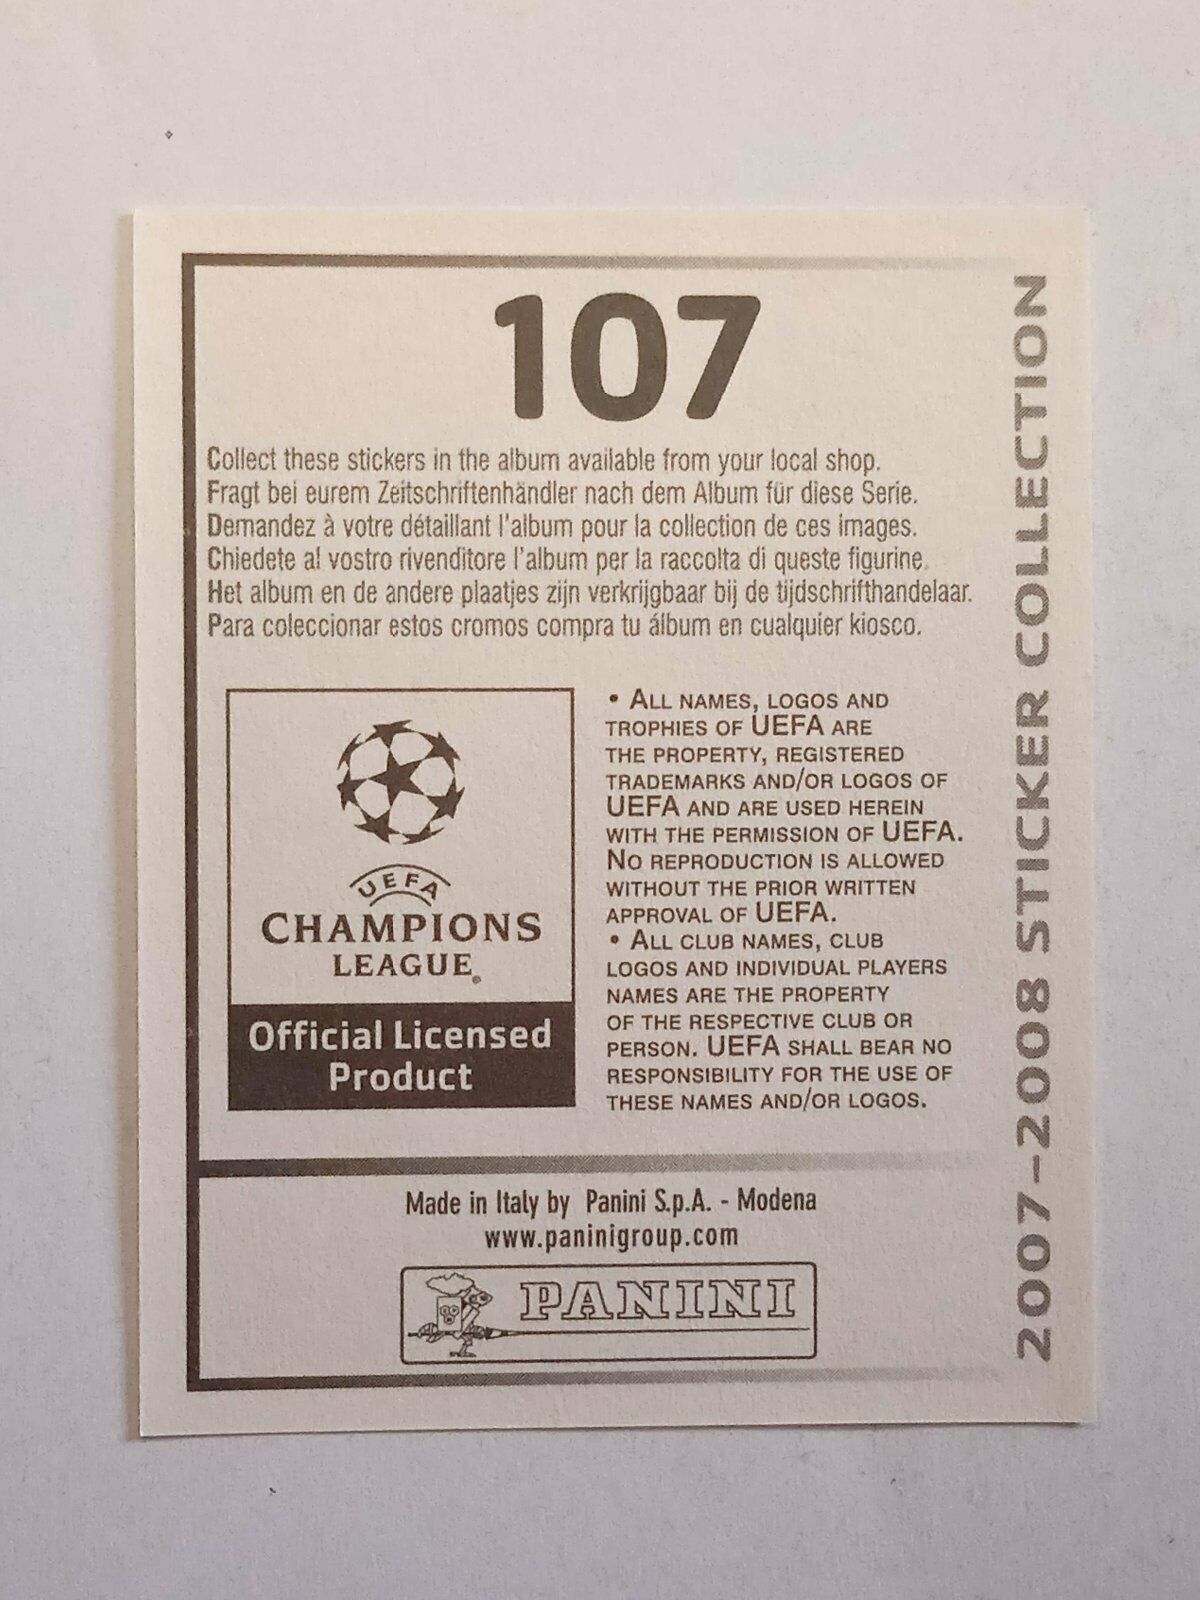 107
Collect these stickers in the album available from your local shop.
Fragt bei eurem Zeitschriftenhändler nach dem Album für diese Serie.
Demandez à votre détaillant l'album pour la collection de ces images.
Chiedete al vostro rivenditore l'album per la raccolta di queste figurine.
Het album en de andere plaatjes zijn verkrijgbaar bij de tijdschrifthandelaar.
Para coleccionar estos cromos compra tu álbum en cualquier kiosco.
UEFA
CHAMPIONS
LEAGUE®
Official Licensed
Product
• ALL NAMES, LOGOS AND
TROPHIES OF UEFA ARE
THE PROPERTY, REGISTERED
TRADEMARKS AND/OR LOGOS OF
UEFA AND ARE USED HEREIN
WITH THE PERMISSION OF UEFA.
NO REPRODUCTION IS ALLOWED
WITHOUT THE PRIOR WRITTEN
APPROVAL OF UEFA.
• ALL CLUB NAMES, CLUB
LOGOS AND INDIVIDUAL PLAYERS
NAMES ARE THE PROPERTY
OF THE RESPECTIVE CLUB OR
PERSON. UEFA SHALL BEAR NO
RESPONSIBILITY FOR THE USE OF
THESE NAMES AND/OR LOGOS.
Made in Italy by Panini S.p.A. - Modena
www.paninigroup.com
PANINI
2007-2008 STICKER COLLECTION